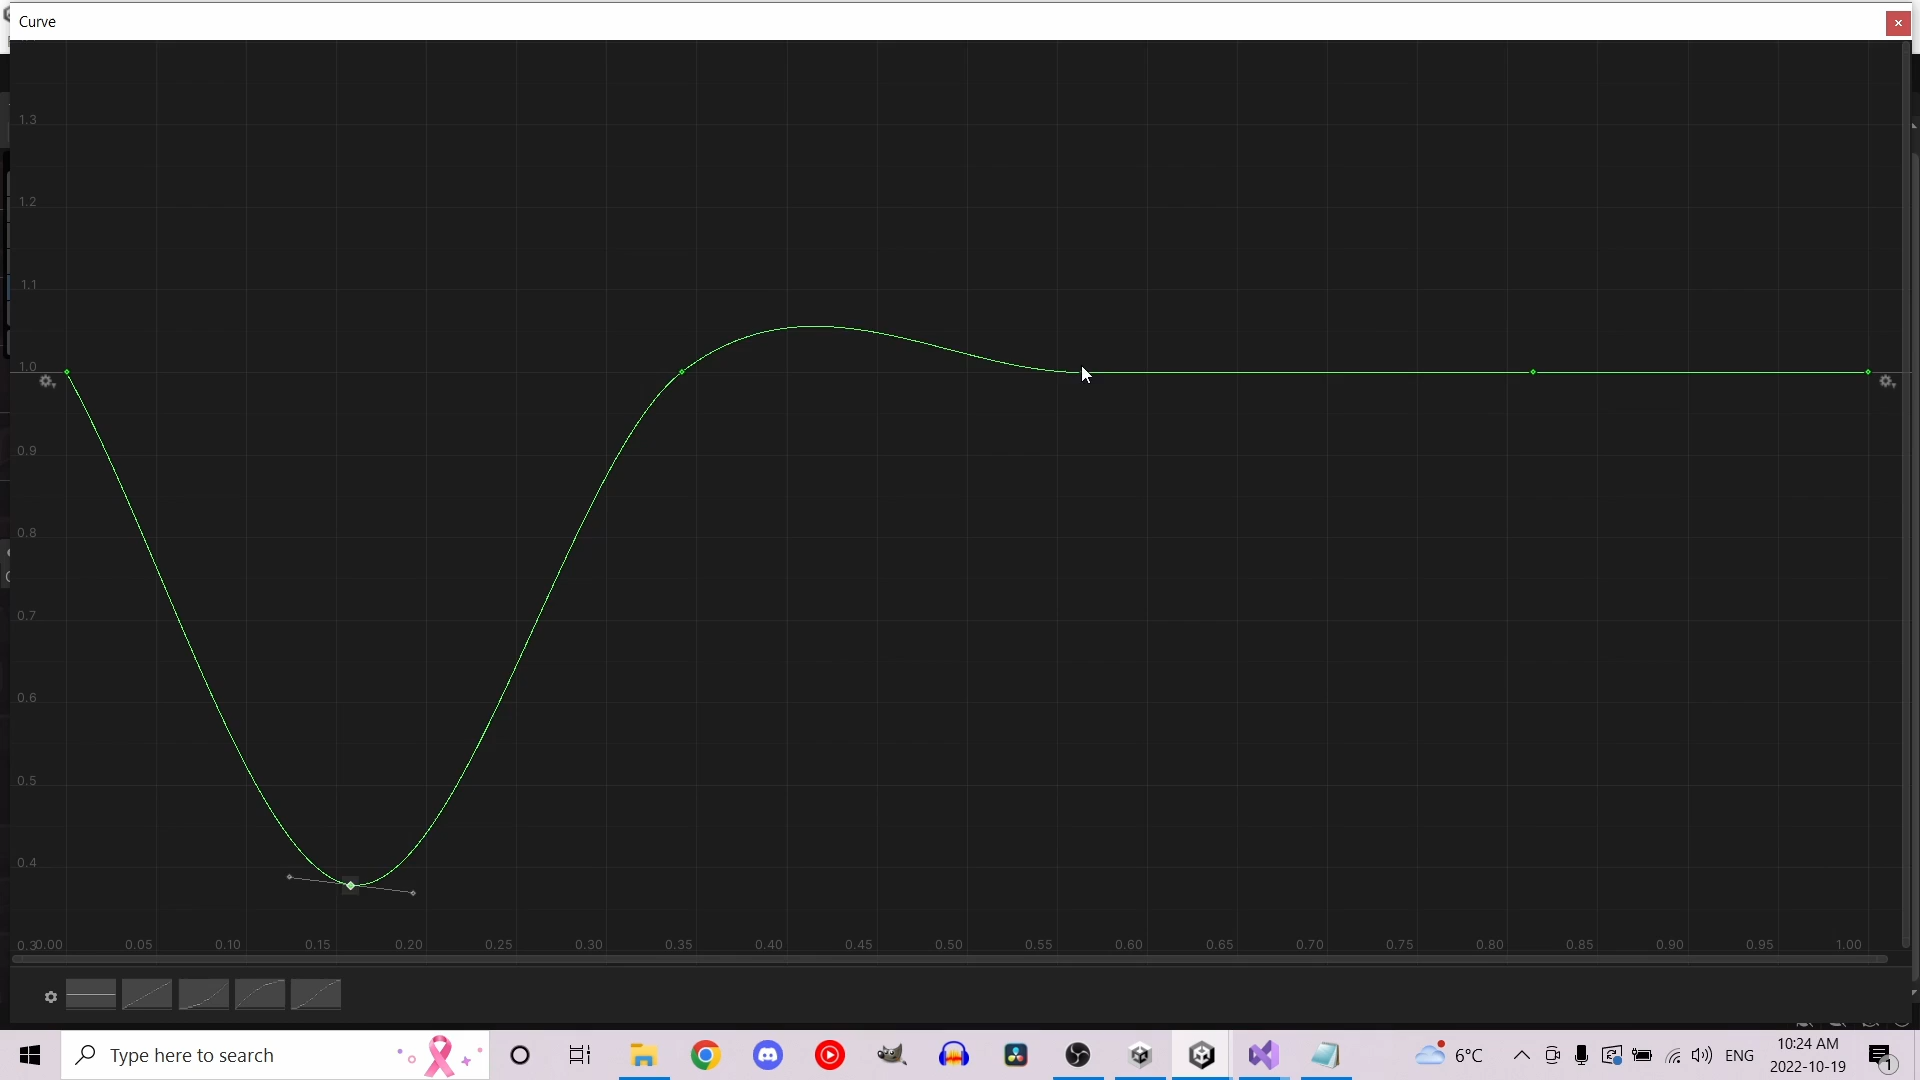 Curve
1.3
1.2
1.1
1.0
0.9
0.8
0.7
0.6
0.5
0.4
0.3
0.00 0.05 0.10 0.15 0.20 0.25 0.30 0.35 0.40 0.45 0.50 0.55 0.60 0.65 0.70 0.75 0.80 0.85 0.90 0.95 1.00
Type here to search
6°C
ENG
10:24 AM
2022-10-19
1